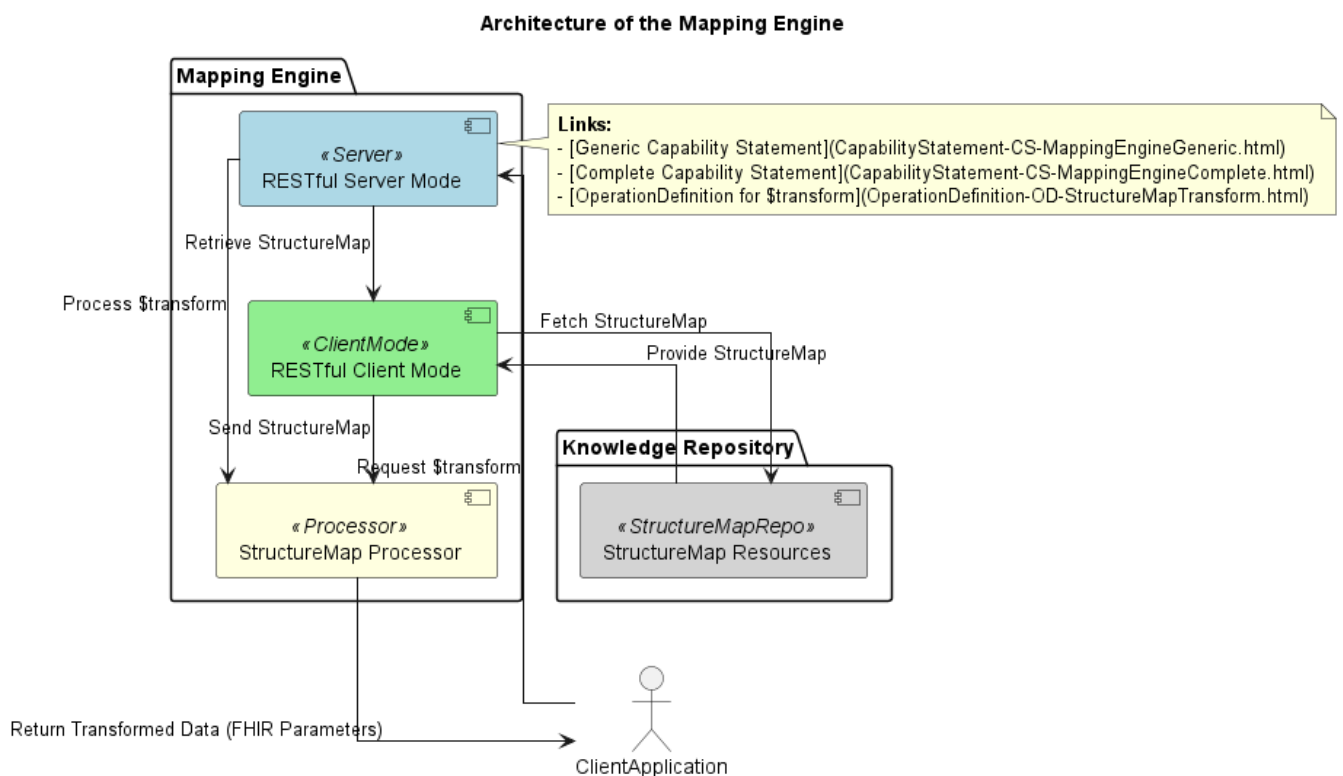 Architecture of the Mapping Engine
Mapping Engine
«Server»
RESTful Server Mode
Links:
- [Generic Capability Statement](CapabilityStatement-CS-MappingEngineGeneric.html)
- [Complete Capability Statement](CapabilityStatement-CS-MappingEngineComplete.html)
- [OperationDefinition for $transform](OperationDefinition-OD-StructureMapTransform.html)
Retrieve StructureMap
Process $transform
«ClientMode»
RESTful Client Mode
Fetch StructureMap
Provide StructureMap
Send StructureMap
Request $transform
Knowledge Repository
«Processor»
StructureMap Processor
«StructureMapRepo»
StructureMap Resources
Return Transformed Data (FHIR Parameters)
ClientApplication